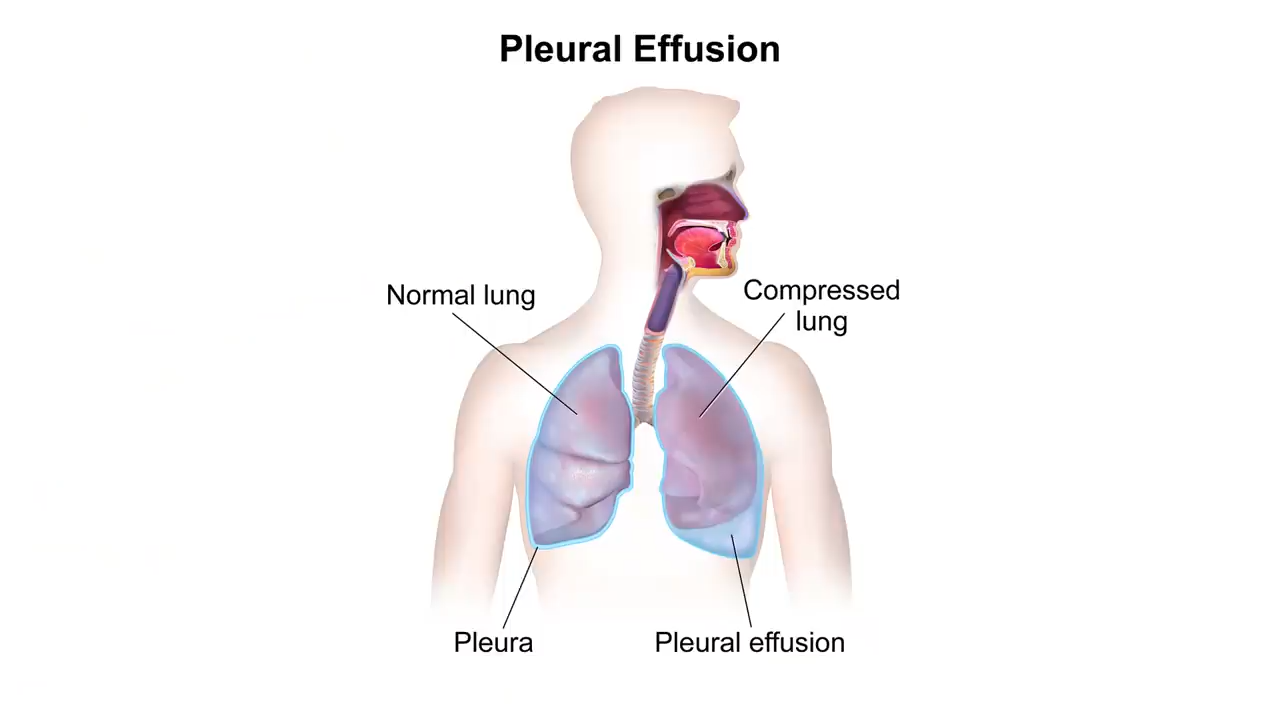 Pleural Effusion
Normal lung
Compressed
lung
Pleura
Pleural effusion